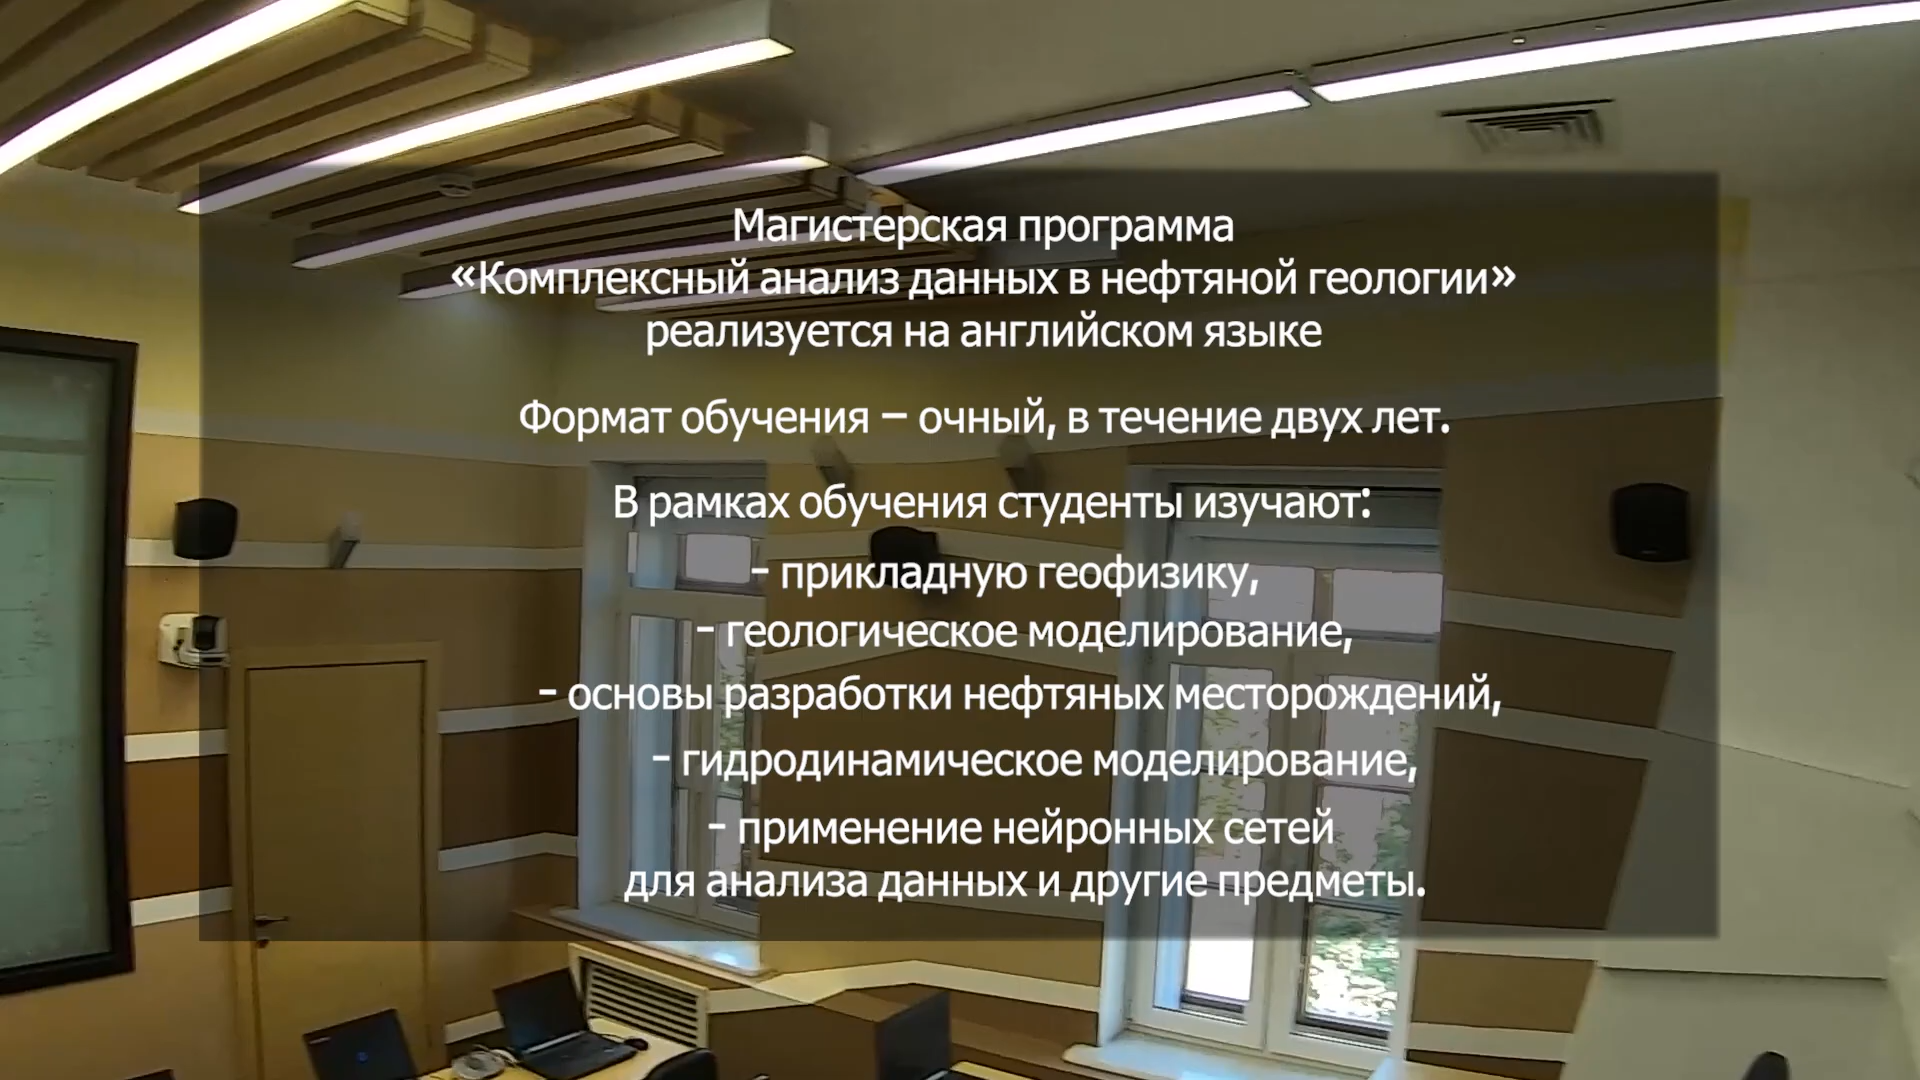 Магистерская программа
«Комплексный анализ данных в нефтяной геологии»
реализуется на английском языке
Формат обучения – очный, в течение двух лет.
В рамках обучения студенты изучают:
- прикладную геофизику,
- геологическое моделирование,
- основы разработки нефтяных месторождений,
- гидродинамическое моделирование,
- применение нейронных сетей
для анализа данных и другие предметы.